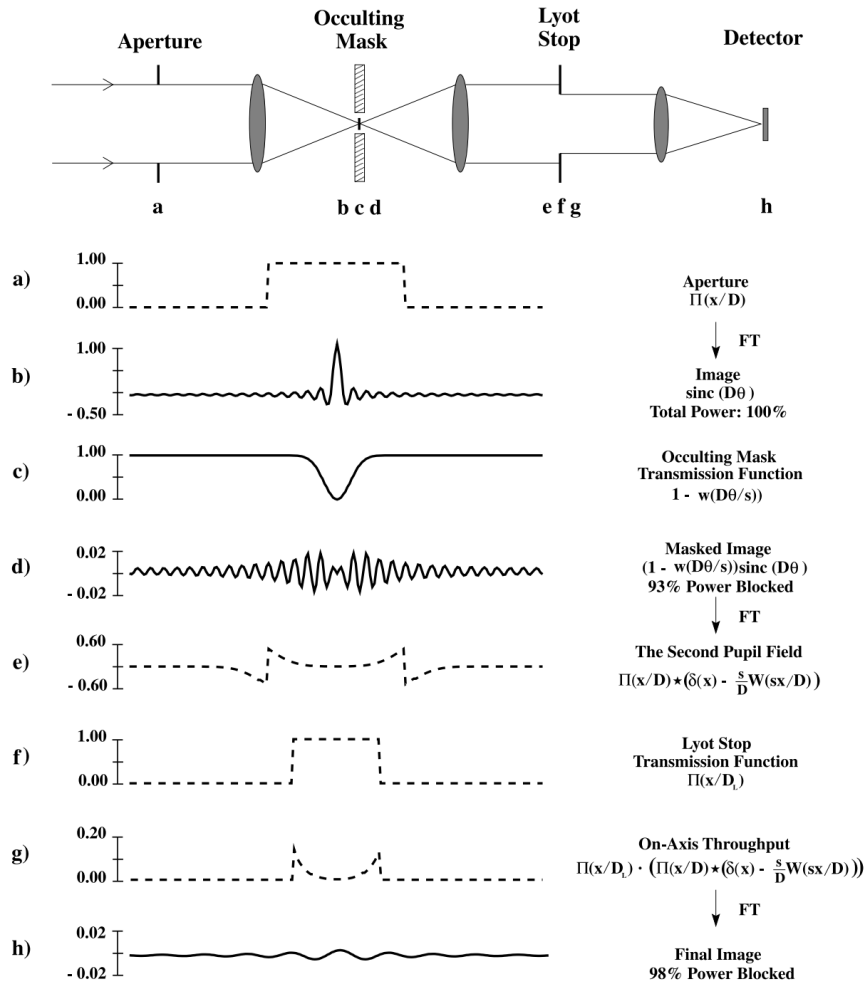 Aperture
Occulting
Mask
Lyot
Stop
Detector
a
b c d
e f g
h
a)
1.00
0.00
Aperture
Π(x/D)
FT
b)
1.00
- 0.50
Image
sinc (Dθ)
Total Power: 100%
c)
1.00
0.00
Occulting Mask
Transmission Function
1 - w(Dθ/s))
d)
0.02
- 0.02
Masked Image
(1 - w(Dθ/s))sinc (Dθ)
93% Power Blocked
FT
e)
0.60
- 0.60
The Second Pupil Field
Π(x/D)★(δ(x) - s/D W(sx/D))
f)
1.00
0.00
Lyot Stop
Transmission Function
Π(x/D_L)
g)
0.20
0.00
On-Axis Throughput
Π(x/D_L) · (Π(x/D)★(δ(x) - s/D W(sx/D)))
FT
h)
0.02
- 0.02
Final Image
98% Power Blocked